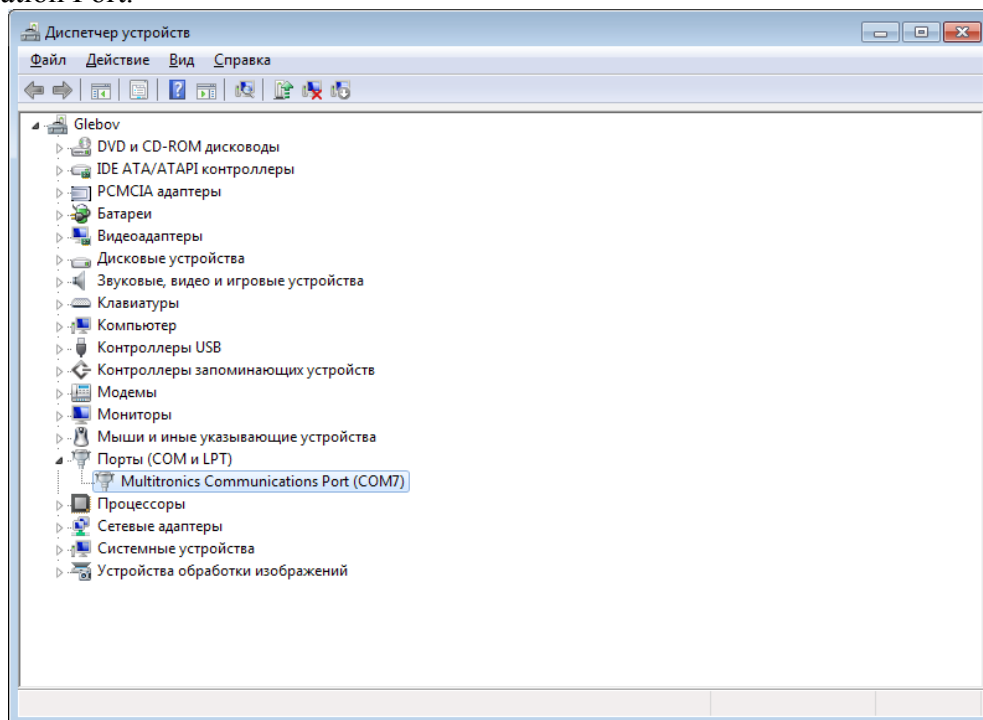 ation Port.
Диспетчер устройств
Файл Действие Вид Справка
Glebov
DVD и CD-ROM дисководы
IDE ATA/ATAPI контроллеры
PCMCIA адаптеры
Батареи
Видеоадаптеры
Дисковые устройства
Звуковые, видео и игровые устройства
Клавиатуры
Компьютер
Контроллеры USB
Контроллеры запоминающих устройств
Модемы
Мониторы
Мыши и иные указывающие устройства
Порты (COM и LPT)
Multitronics Communications Port (COM7)
Процессоры
Сетевые адаптеры
Системные устройства
Устройства обработки изображений